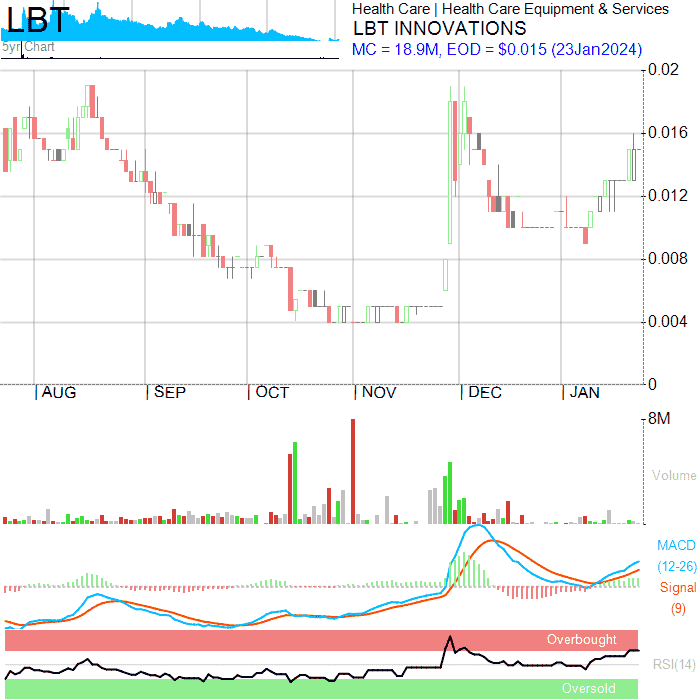 LBT
5yr Chart
Health Care | Health Care Equipment & Services
LBT INNOVATIONS
MC = 18.9M, EOD = $0.015 (23Jan2024)
0.02
0.016
0.012
0.008
0.004
0
AUG SEP OCT NOV DEC JAN
8M
Volume
MACD
(12-26)
Signal
(9)
Overbought
RSI(14)
Oversold